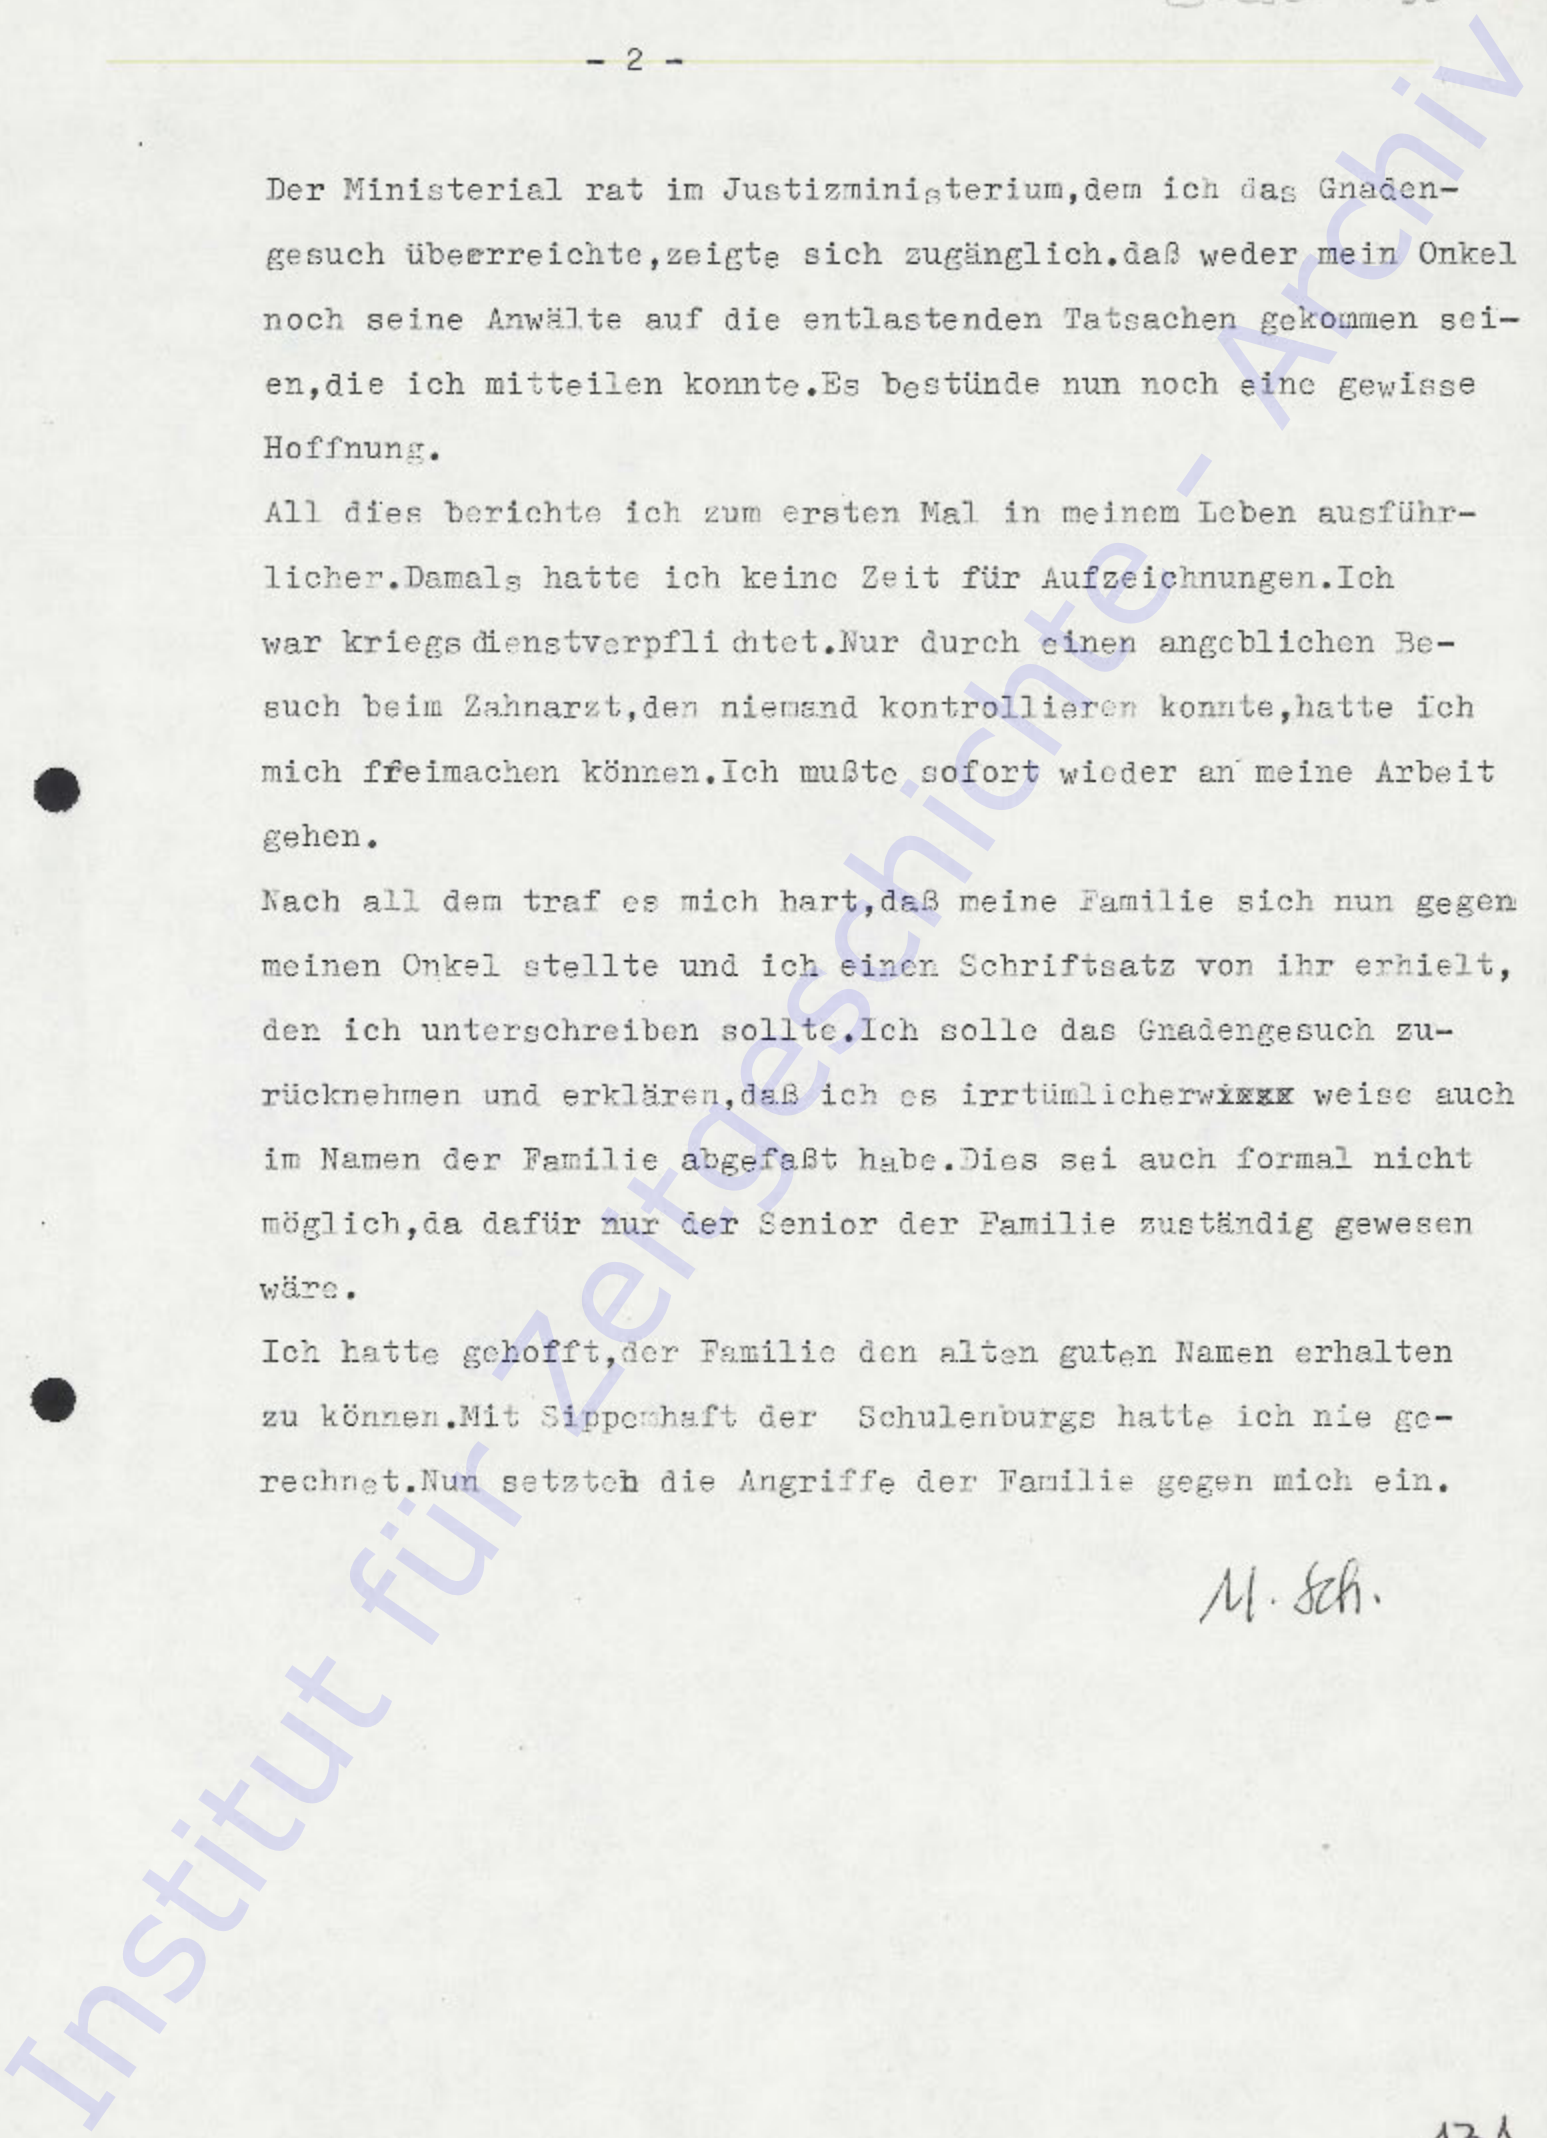 - 2 -
Der Ministerial rat im Justizministerium,dem ich das Gnaden-
gesuch übeerreichte,zeigte sich zugänglich.daß weder mein Onkel
noch seine Anwälte auf die entlastenden Tatsachen gekommen sei-
en,die ich mitteilen konnte.Es bestünde nun noch eine gewisse
Hoffnung.
All dies berichte ich zum ersten Mal in meinem Leben ausführ-
licher.Damals hatte ich keine Zeit für Aufzeichnungen.Ich
war kriegsdienstverpflichtet.Nur durch einen angeblichen Be-
such beim Zahnarzt,den niemand kontrollieren konnte,hatte ich
mich freimachen können.Ich mußte sofort wieder an meine Arbeit
gehen.
Nach all dem traf es mich hart,daß meine Familie sich nun gegen
meinen Onkel stellte und ich einen Schriftsatz von ihr erhielt,
den ich unterschreiben sollte.Ich solle das Gnadengesuch zu-
rücknehmen und erklären,daß ich es irrtümlicherwixxx weise auch
im Namen der Familie abgefaßt habe.Dies sei auch formal nicht
möglich,da dafür nur der Senior der Familie zuständig gewesen
wäre.
Ich hatte gehofft,der Familie den alten guten Namen erhalten
zu können.Mit Sippenhaft der Schulenburgs hatte ich nie ge-
rechnet.Nun setzten die Angriffe der Familie gegen mich ein.
M. Sch.
Institut für Zeitgeschichte - Archiv